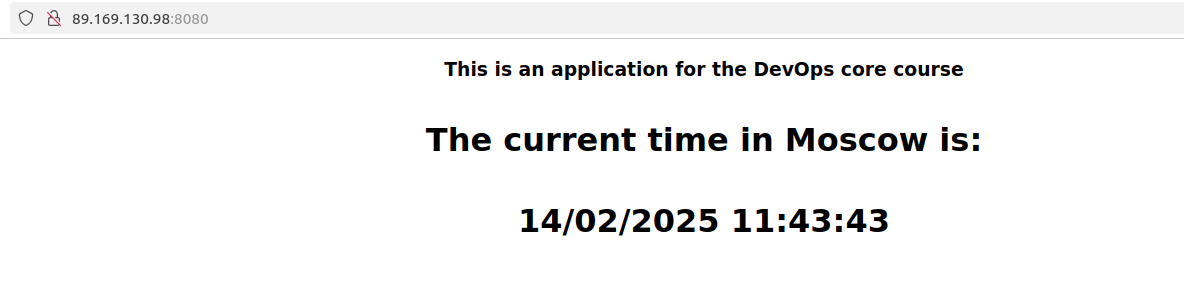 89.169.130.98:8080
This is an application for the DevOps core course
The current time in Moscow is:
14/02/2025 11:43:43